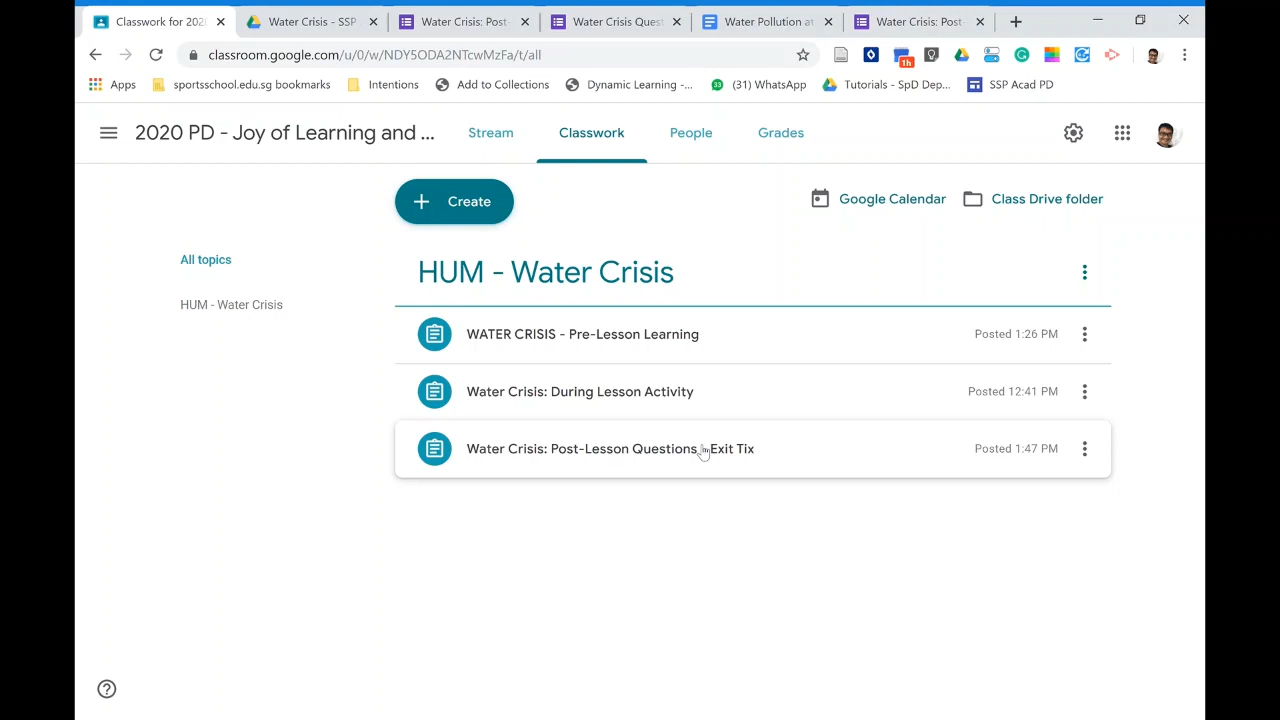 Classwork for 202
Water Crisis - SSP
Water Crisis: Post-
Water Crisis Quest
Water Pollution at
Water Crisis: Post-
classroom.google.com/u/0/w/NDY5ODA2NTcwMzFa/t/all
1h
Apps
sportsschool.edu.sg bookmarks
Intentions
Add to Collections
Dynamic Learning -...
33
(31) WhatsApp
Tutorials - SpD Dep...
SSP Acad PD
2020 PD - Joy of Learning and ...
Stream
Classwork
People
Grades
Create
Google Calendar
Class Drive folder
All topics
HUM - Water Crisis
HUM - Water Crisis
WATER CRISIS - Pre-Lesson Learning
Posted 1:26 PM
Water Crisis: During Lesson Activity
Posted 12:41 PM
Water Crisis: Post-Lesson Questions Exit Tix
Posted 1:47 PM